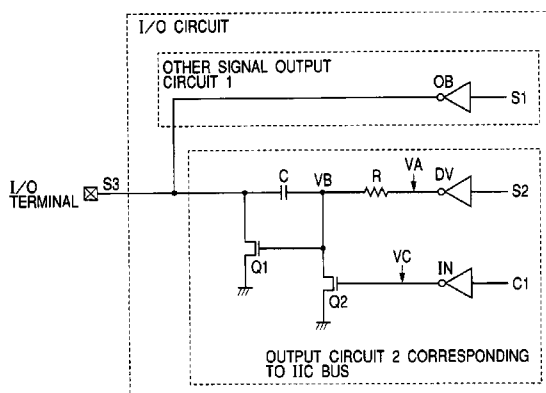 I/O CIRCUIT
OTHER SIGNAL OUTPUT
CIRCUIT 1
OB
S1
I/O
TERMINAL
S3
C
VB
R
VA
DV
S2
Q1
Q2
VC
IN
C1
OUTPUT CIRCUIT 2 CORRESPONDING
TO IIC BUS